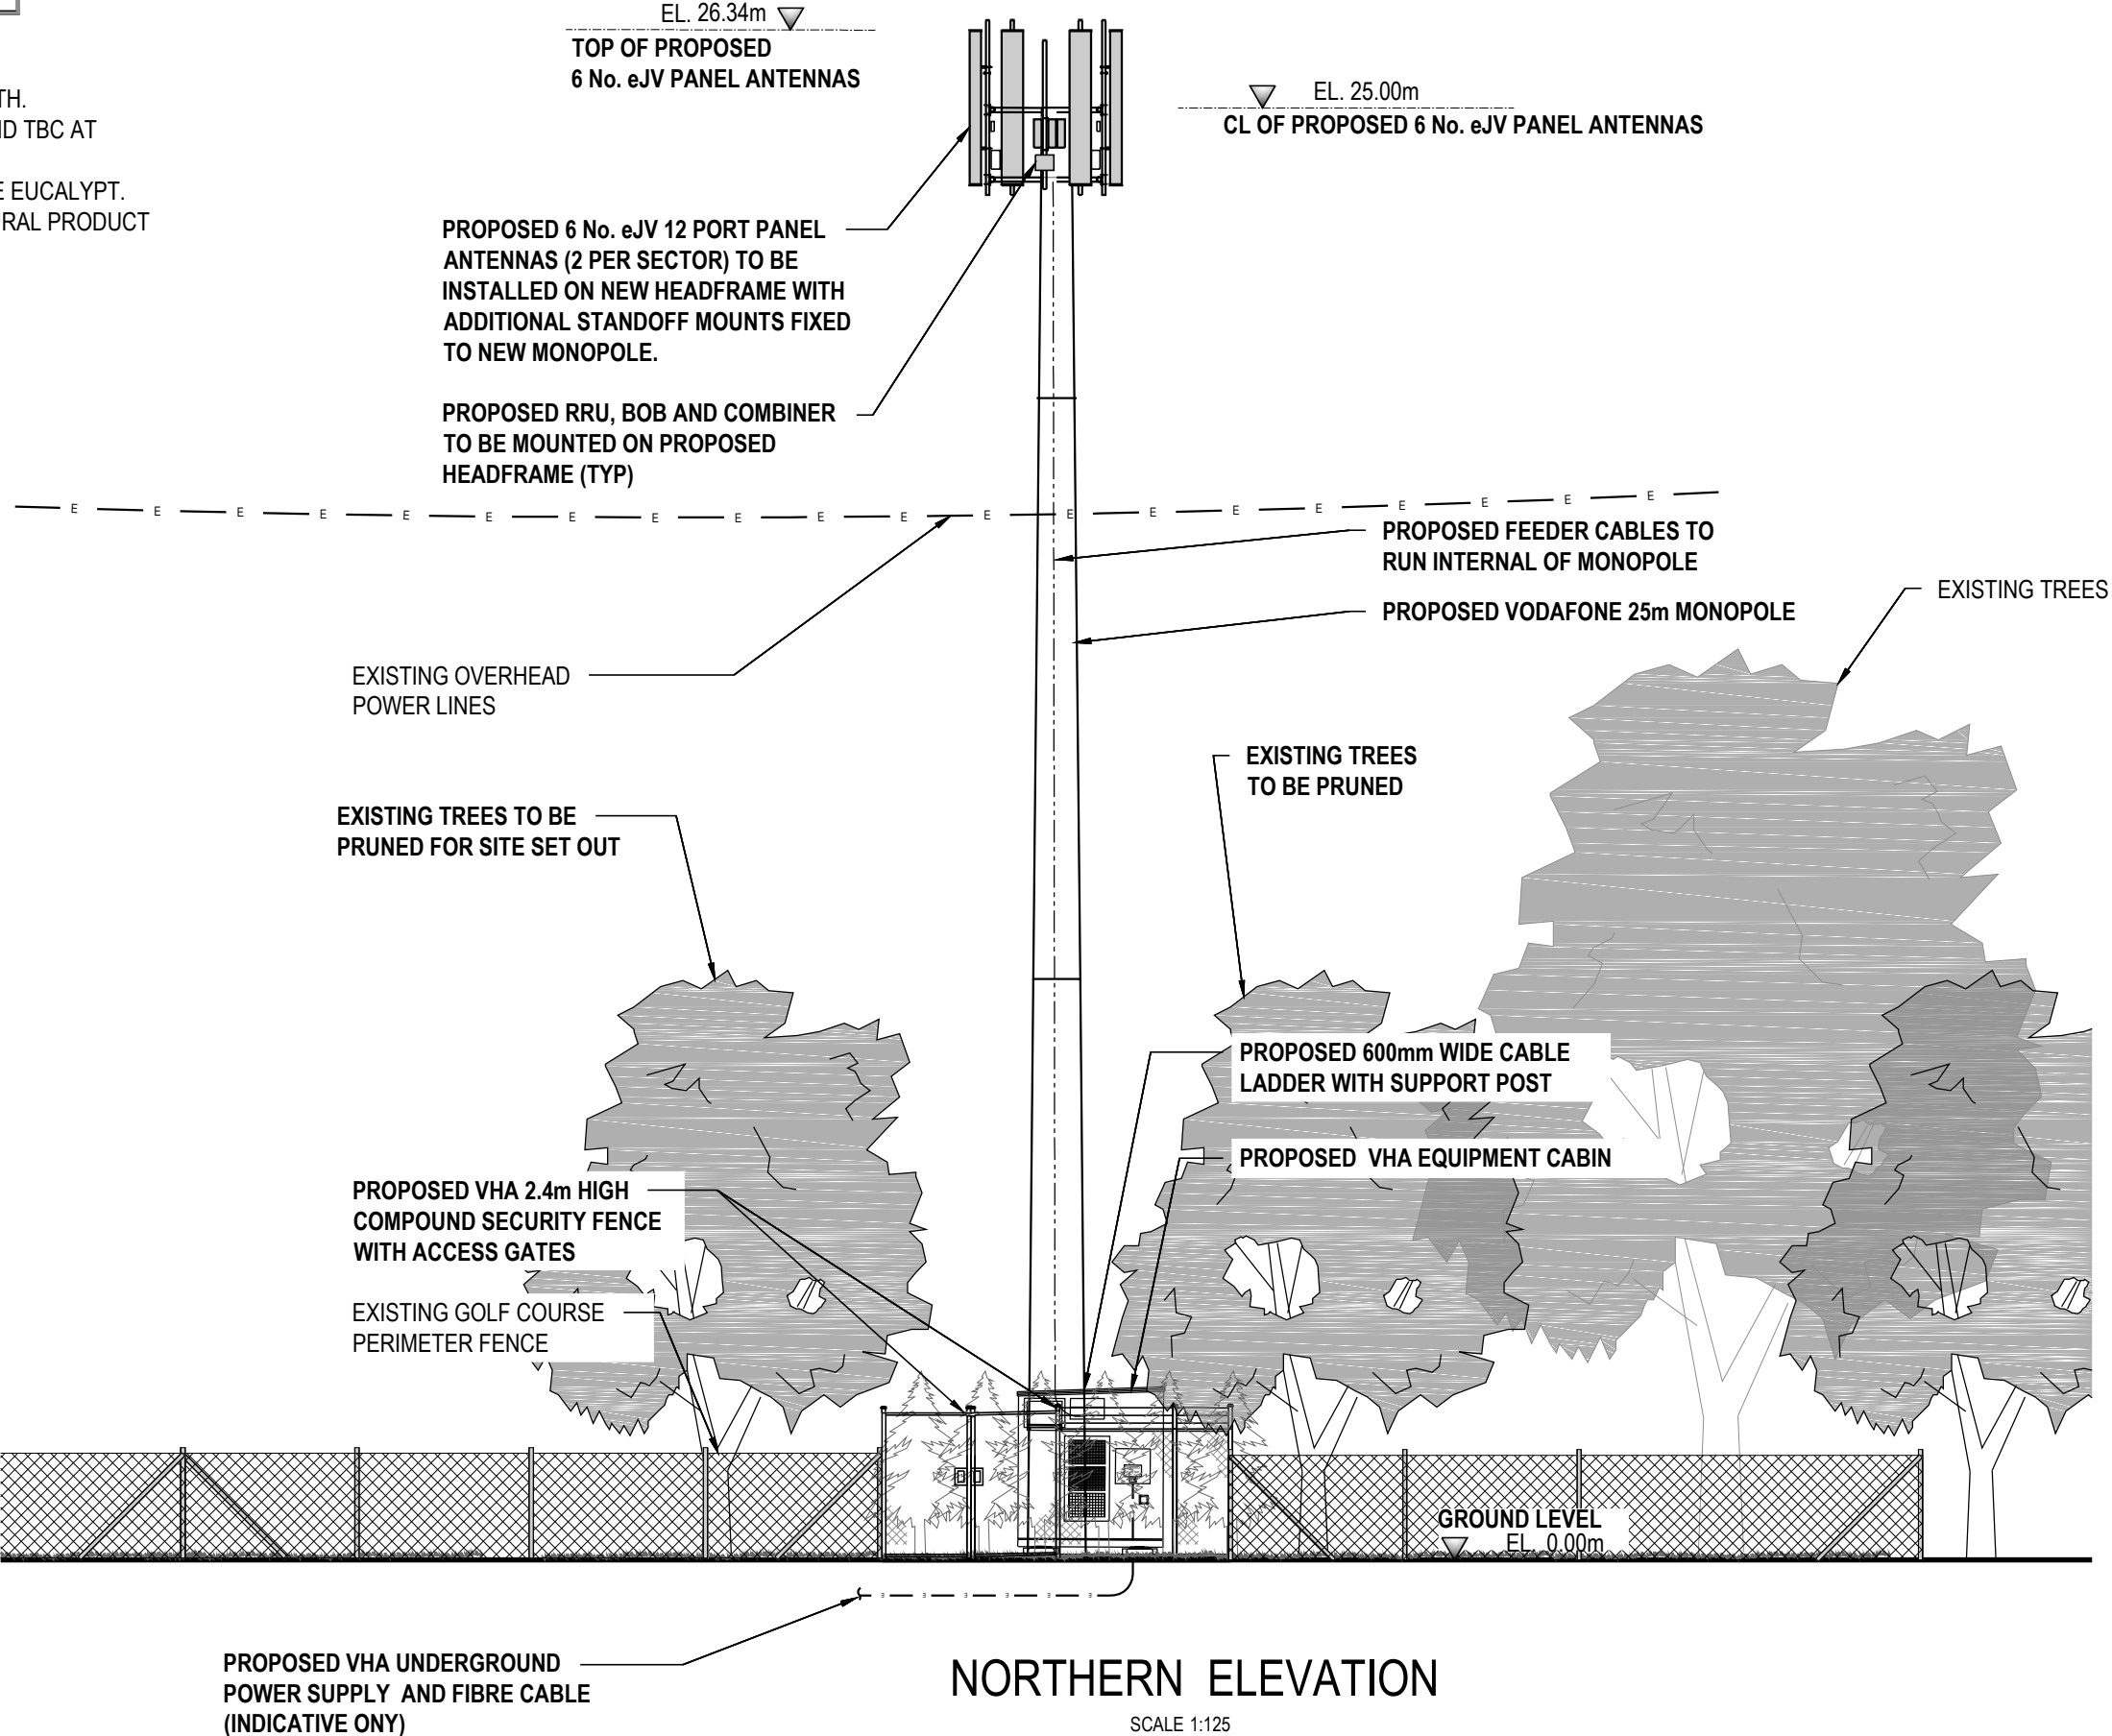 EL. 26.34m
TOP OF PROPOSED
6 No. eJV PANEL ANTENNAS
EL. 25.00m
CL OF PROPOSED 6 No. eJV PANEL ANTENNAS
TH.
ND TBC AT
E EUCALYPT.
RAL PRODUCT
PROPOSED 6 No. eJV 12 PORT PANEL
ANTENNAS (2 PER SECTOR) TO BE
INSTALLED ON NEW HEADFRAME WITH
ADDITIONAL STANDOFF MOUNTS FIXED
TO NEW MONOPOLE.
PROPOSED RRU, BOB AND COMBINER
TO BE MOUNTED ON PROPOSED
HEADFRAME (TYP)
E E E E E E E E E E E E E E E E E E E E
PROPOSED FEEDER CABLES TO
RUN INTERNAL OF MONOPOLE
EXISTING TREES
PROPOSED VODAFONE 25m MONOPOLE
EXISTING OVERHEAD
POWER LINES
EXISTING TREES
TO BE PRUNED
EXISTING TREES TO BE
PRUNED FOR SITE SET OUT
PROPOSED 600mm WIDE CABLE
LADDER WITH SUPPORT POST
PROPOSED VHA EQUIPMENT CABIN
PROPOSED VHA 2.4m HIGH
COMPOUND SECURITY FENCE
WITH ACCESS GATES
EXISTING GOLF COURSE
PERIMETER FENCE
GROUND LEVEL
EL. 0.00m
PROPOSED VHA UNDERGROUND
POWER SUPPLY AND FIBRE CABLE
(INDICATIVE ONY)
NORTHERN ELEVATION
SCALE 1:125